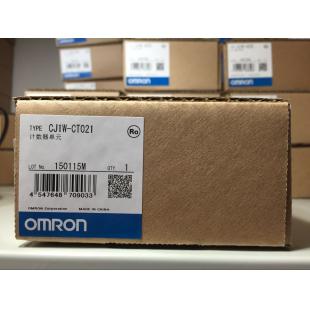 TYPE CJ1W-CT021
计数器单元
Ro
LOT No. 150115M QTY 1
4 547648 709033
OMRON Corporation MADE IN CHINA
OMRON
OMRON